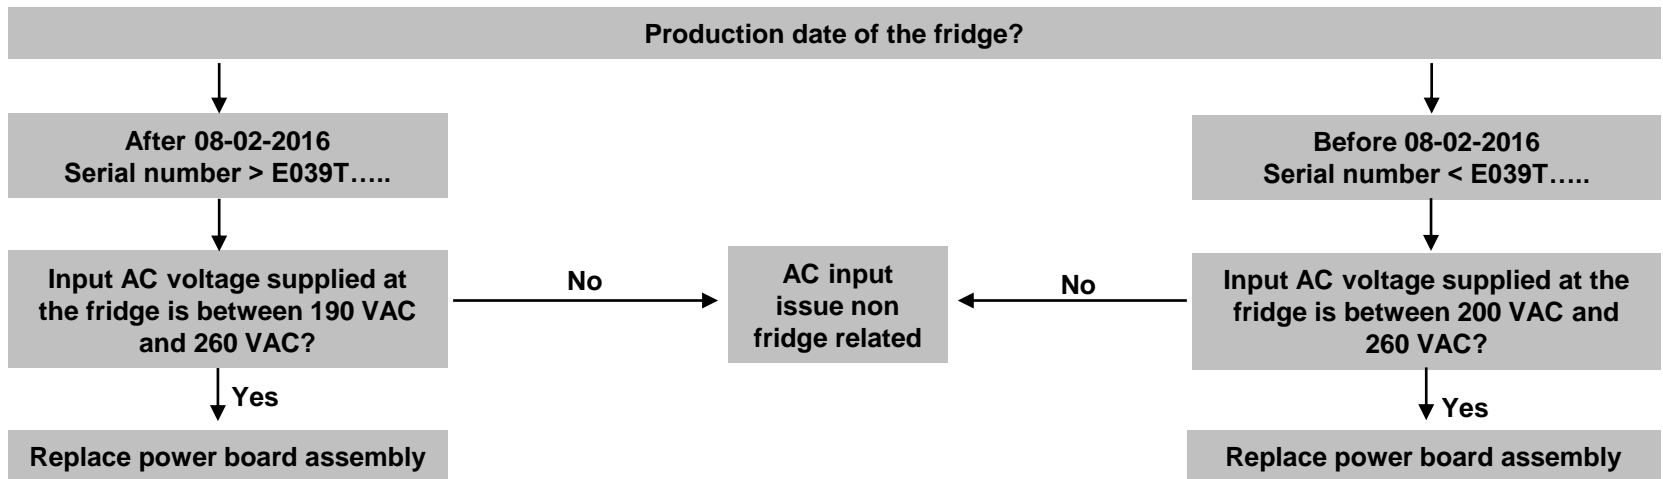 Production date of the fridge?
After 08-02-2016
Serial number > E039T…..
Before 08-02-2016
Serial number < E039T…..
Input AC voltage supplied at
the fridge is between 190 VAC
and 260 VAC?
No
AC input
issue non
fridge related
No
Input AC voltage supplied at the
fridge is between 200 VAC and
260 VAC?
Yes
Yes
Replace power board assembly
Replace power board assembly